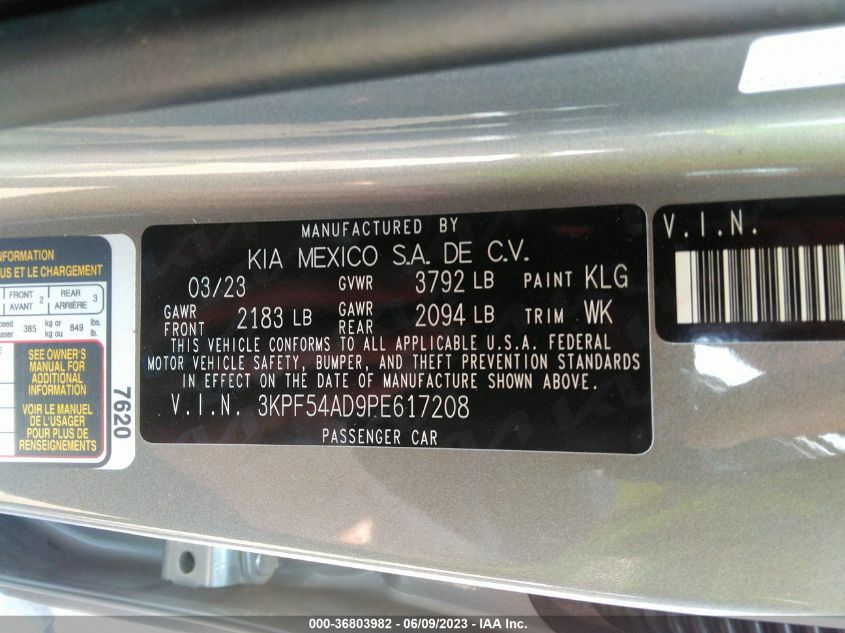 INFORMATION
US ET LE CHARGEMENT
FRONT AVANT 2 REAR ARRIÈRE 3
385 kg or kg ou 849 lbs. lb.
SEE OWNER'S
MANUAL FOR
ADDITIONAL
INFORMATION
VOIR LE MANUEL
DE L'USAGER
POUR PLUS DE
RENSEIGNEMENTS
7620
MANUFACTURED BY
KIA MEXICO S.A. DE C.V.
03/23 GVWR 3792 LB PAINT KLG
GAWR FRONT 2183 LB GAWR REAR 2094 LB TRIM WK
THIS VEHICLE CONFORMS TO ALL APPLICABLE U.S.A. FEDERAL
MOTOR VEHICLE SAFETY, BUMPER, AND THEFT PREVENTION STANDARDS
IN EFFECT ON THE DATE OF MANUFACTURE SHOWN ABOVE.
V.I.N. 3KPF54AD9PE617208
PASSENGER CAR
V.I.N.
000-36803982 - 06/09/2023 - IAA Inc.